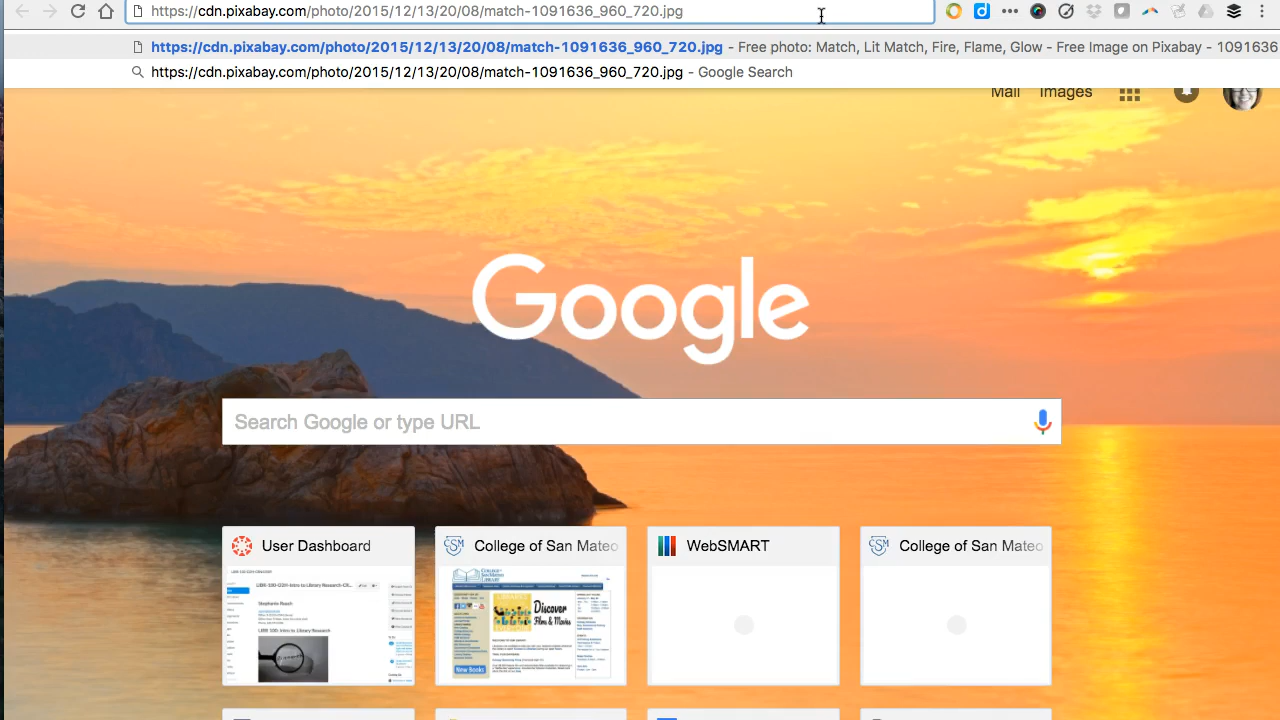 https://cdn.pixabay.com/photo/2015/12/13/20/08/match-1091636_960_720.jpg
https://cdn.pixabay.com/photo/2015/12/13/20/08/match-1091636_960_720.jpg - Free photo: Match, Lit Match, Fire, Flame, Glow - Free Image on Pixabay - 1091636
https://cdn.pixabay.com/photo/2015/12/13/20/08/match-1091636_960_720.jpg - Google Search
Mail Images
Google
Search Google or type URL
User Dashboard
CSM College of San Mateo
WebSMART
CSM College of San Mateo
LIBR 100 Intro to Library Research
Discover
Films & Movies
New Books